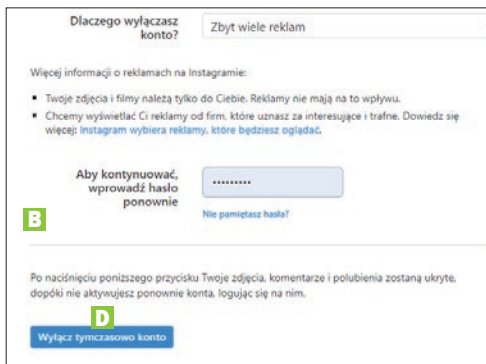 Dlaczego wyłączasz
konto?
Zbyt wiele reklam
Więcej informacji o reklamach na Instagramie:
Twoje zdjęcia i filmy należą tylko do Ciebie. Reklamy nie mają na to wpływu.
Chcemy wyświetlać Ci reklamy od firm, które uznasz za interesujące i trafne. Dowiedz się
więcej: Instagram wybiera reklamy, które będziesz oglądać.
Aby kontynuować,
wprowadź hasło
ponownie
•••••••••
B
Nie pamiętasz hasła?
Po naciśnięciu poniższego przycisku Twoje zdjęcia, komentarze i polubienia zostaną ukryte,
dopóki nie aktywujesz ponownie konta, logując się na nim.
D
Wyłącz tymczasowo konto